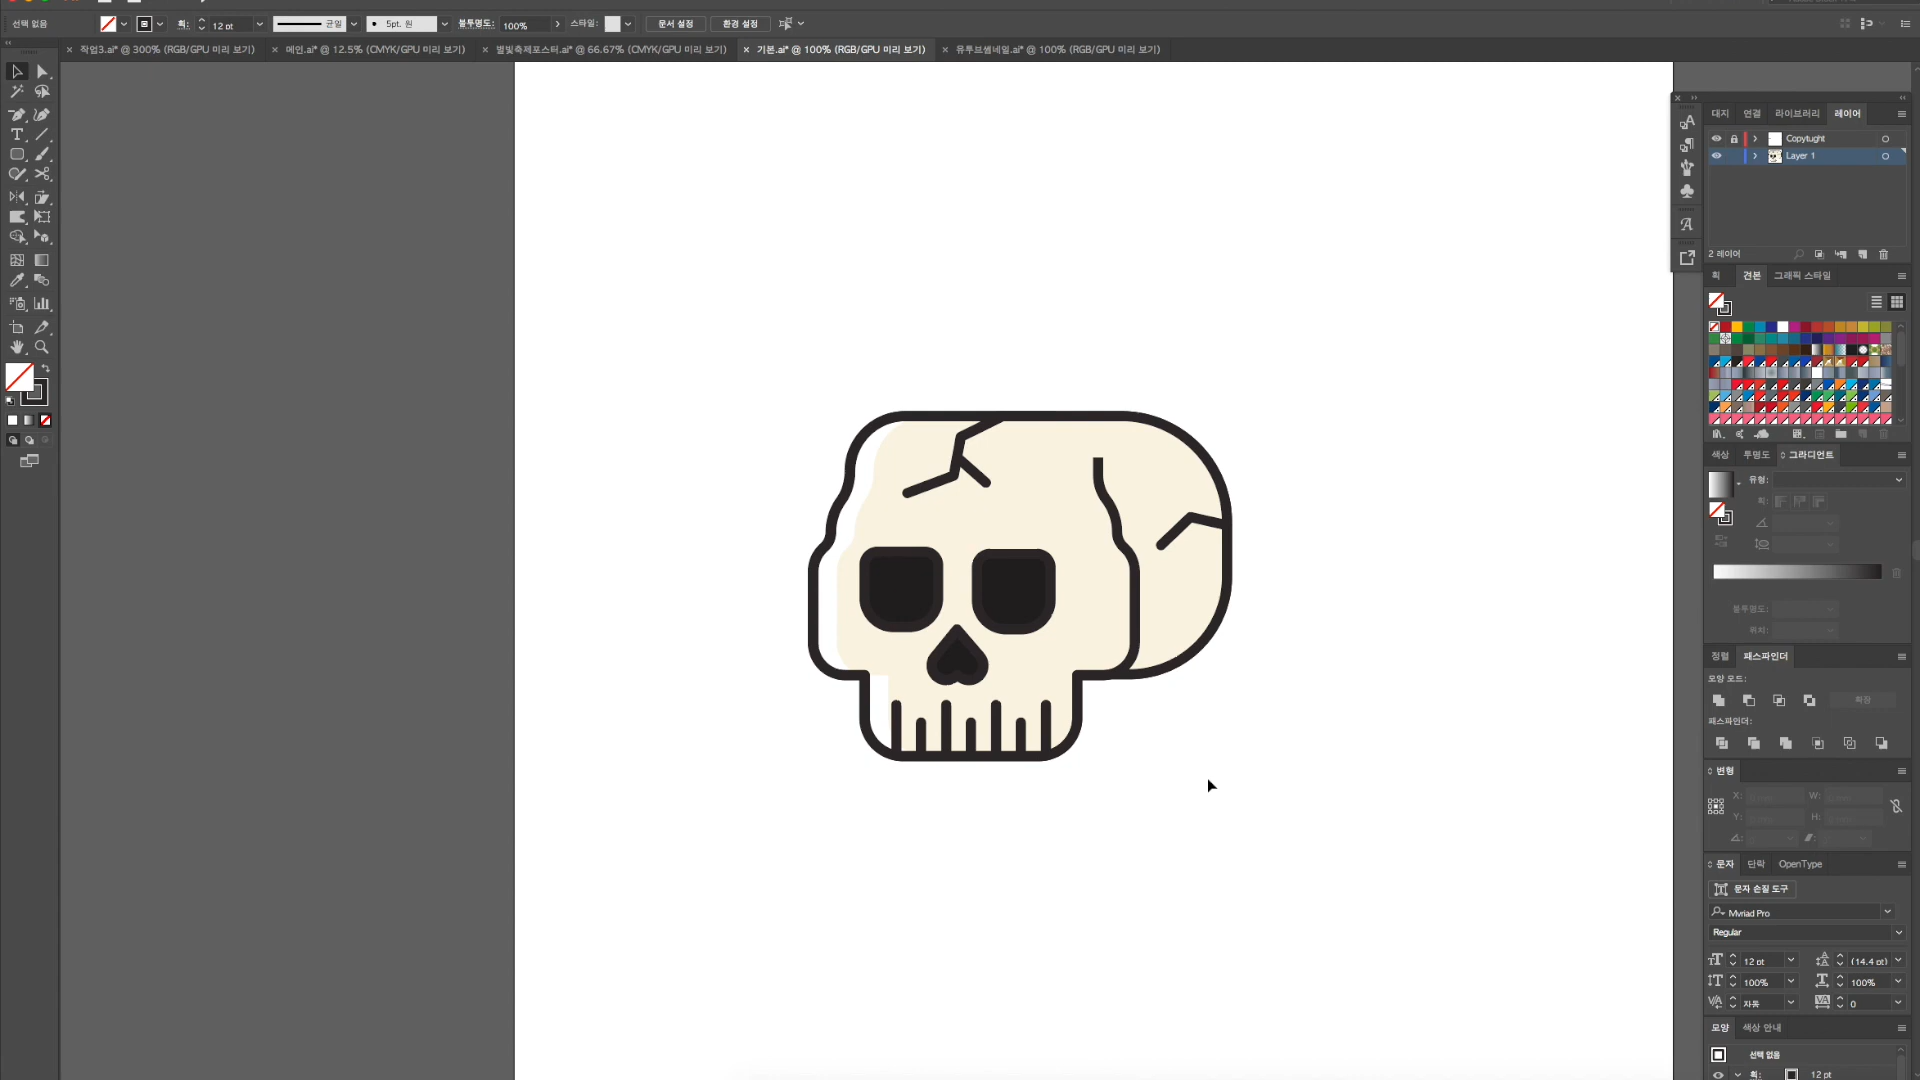 선택 없음
획:
12 pt
균일
5pt. 원
불투명도:
100%
스타일:
문서 설정
환경 설정
작업3.ai* @ 300% (RGB/GPU 미리 보기)
메인.ai* @ 12.5% (CMYK/GPU 미리 보기)
별빛축제포스터.ai* @ 66.67% (CMYK/GPU 미리 보기)
기본.ai* @ 100% (RGB/GPU 미리 보기)
유투브썸네일.ai* @ 100% (RGB/GPU 미리 보기)
대지
연결
라이브러리
레이어
Copytught
Layer 1
2 레이어
획
견본
그래픽 스타일
색상
투명도
그라디언트
유형:
획:
불투명도:
위치:
정렬
패스파인더
모양 모드:
확장
패스파인더:
변형
X:
W:
Y:
H:
문자
단락
OpenType
문자 손질 도구
Myriad Pro
Regular
12 pt
(14.4 pt)
100%
100%
자동
0
모양
색상 안내
선택 없음
획:
12 pt